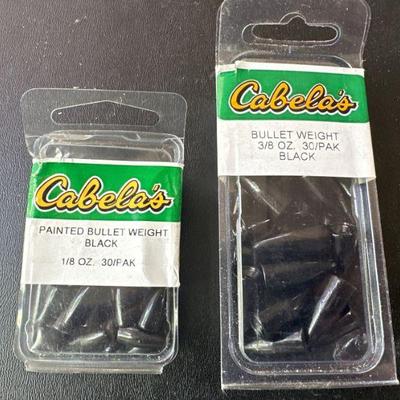 Cabela's
PAINTED BULLET WEIGHT
BLACK
1/8 OZ. 30/PAK
Cabela's
BULLET WEIGHT
3/8 OZ. 30/PAK
BLACK